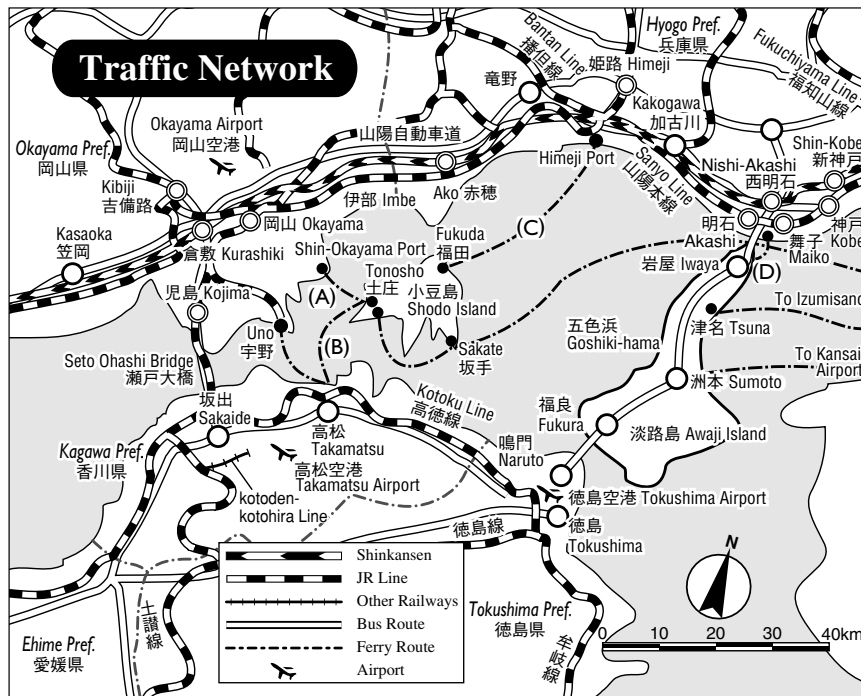 Traffic Network
Bantan Line
播但線
Hyogo Pref.
兵庫県
Fukuchiyama Line
福知山線
姫路 Himeji
竜野
Kakogawa
加古川
Okayama Airport
岡山空港
山陽自動車道
Okayama Pref.
岡山県
Himeji Port
Sanyo Line
山陽本線
Nishi-Akashi
西明石
Shin-Kobe
新神戸
Kibiji
吉備路
伊部 Imbe
Ako 赤穂
Kasaoka
笠岡
岡山 Okayama
倉敷 Kurashiki
Shin-Okayama Port
Fukuda
福田
(C)
明石
Akashi
神戸
Kobe
舞子
Maiko
岩屋 Iwaya
(D)
児島 Kojima
(A)
Tonosho
土庄
小豆島
Shodo Island
To Izumisano
津名 Tsuna
Uno
宇野
(B)
Sakate
坂手
五色浜
Goshiki-hama
To Kansai
Airport
Seto Ohashi Bridge
瀬戸大橋
洲本 Sumoto
坂出
Sakaide
Kotoku Line
高徳線
福良
Fukura
淡路島 Awaji Island
高松
Takamatsu
Kagawa Pref.
香川県
高松空港
Takamatsu Airport
鳴門
Naruto
kotoden-
kotohira Line
徳島空港 Tokushima Airport
徳島線
徳島
Tokushima
Shinkansen
JR Line
Other Railways
Bus Route
Ferry Route
Airport
土讃線
Tokushima Pref.
徳島県
牟岐線
Ehime Pref.
愛媛県
N
0 10 20 30 40km